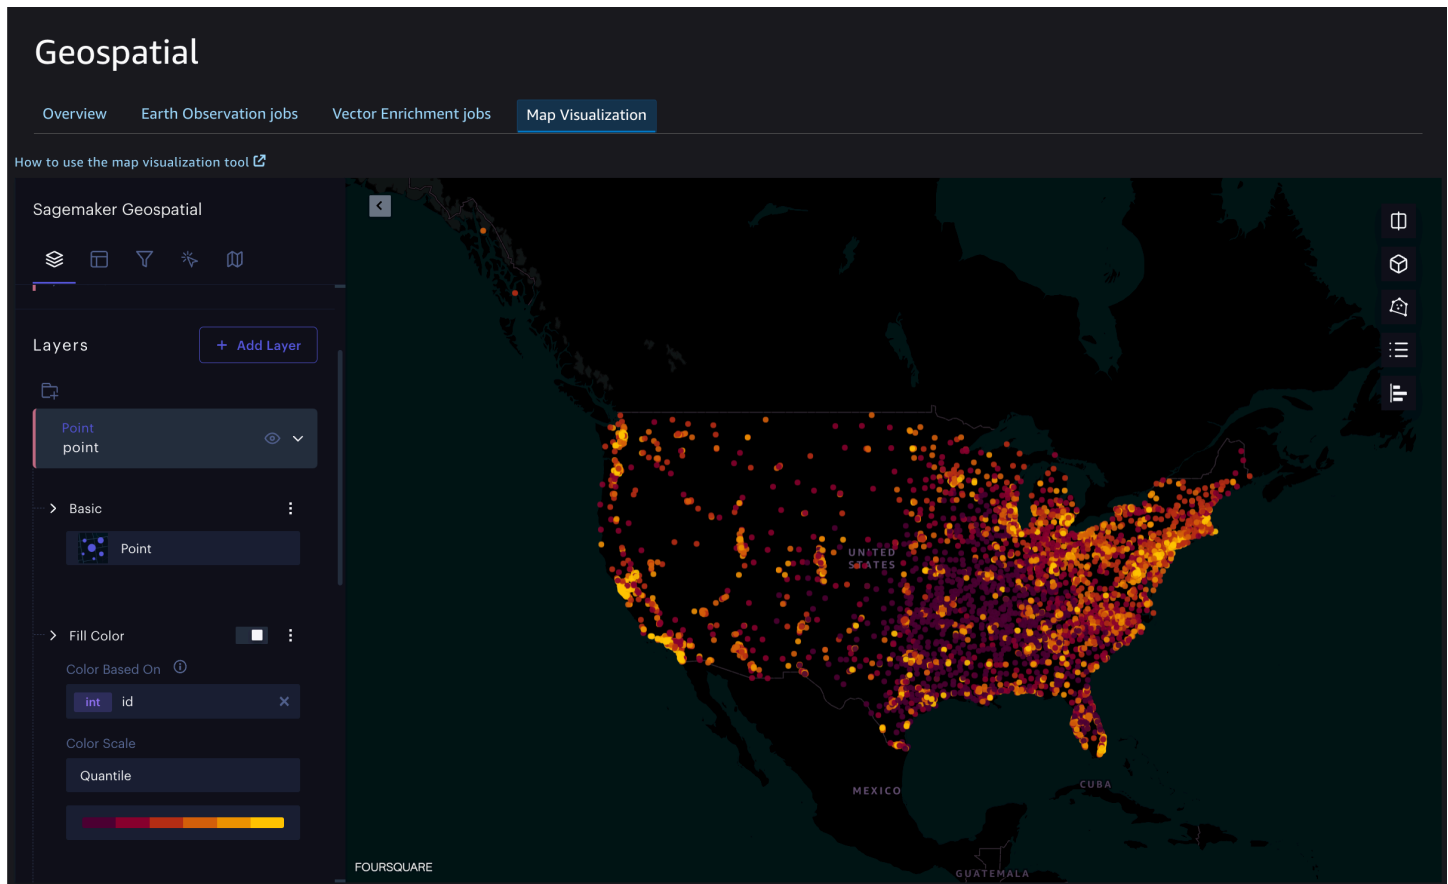 Geospatial
Overview Earth Observation jobs Vector Enrichment jobs Map Visualization
How to use the map visualization tool
Sagemaker Geospatial
Layers
+ Add Layer
Point
point
Basic
Point
Fill Color
Color Based On
int id
Color Scale
Quantile
UNITED
STATES
MEXICO
CUBA
GUATEMALA
FOURSQUARE